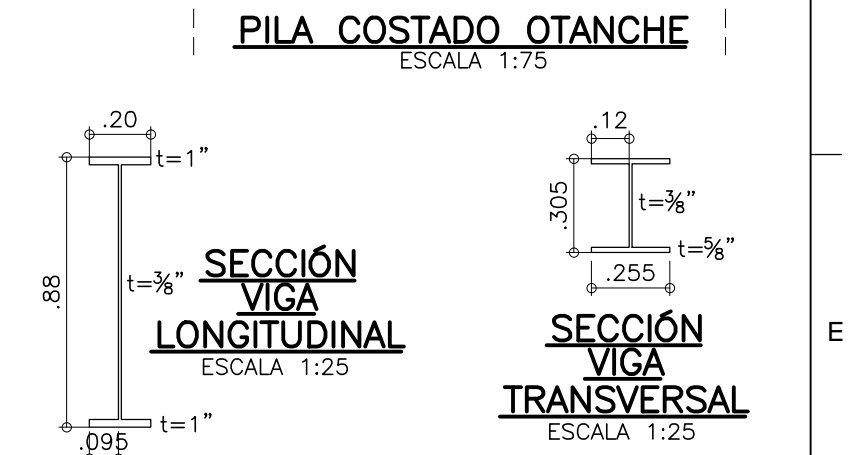 PILA COSTADO OTANCHE
ESCALA 1:75
.20
t=1"
.88
t=⅜"
t=1"
.095
SECCIÓN
VIGA
LONGITUDINAL
ESCALA 1:25
.12
.305
t=⅜"
t=⅝"
.255
SECCIÓN
VIGA
TRANSVERSAL
ESCALA 1:25
E